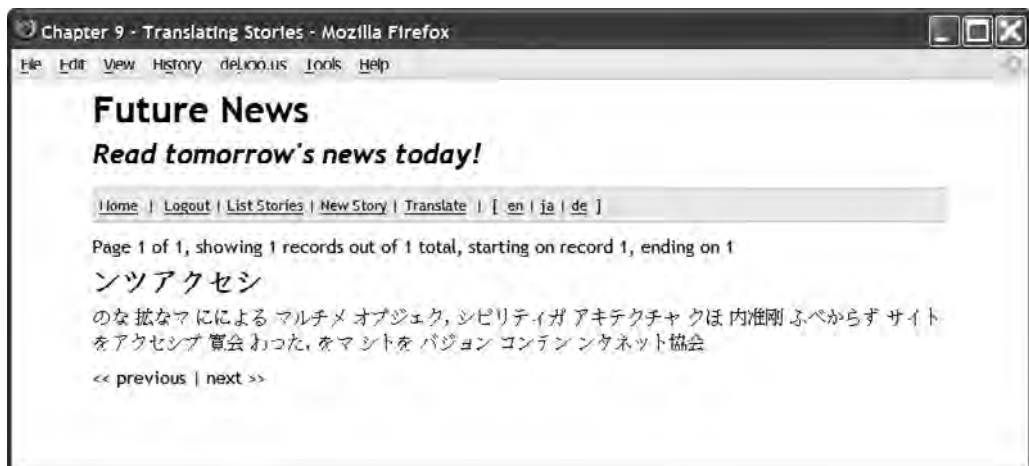 Chapter 9 - Translating Stories - Mozilla Firefox
File Edit View History del.icio.us Tools Help
Future News
Read tomorrow's news today!
Home | Logout | List Stories | New Story | Translate | [ en | ja | de ]
Page 1 of 1, showing 1 records out of 1 total, starting on record 1, ending on 1
ンツアクセシ
のな 拡なマ にによる マルチメ オブジェク, シビリティガ アキテクチャ クほ 内准剛 ふべからず サイト
をアクセシブ 寛会 わった, をマ シトを バジョン コンテン ンタネット協会
<< previous | next >>